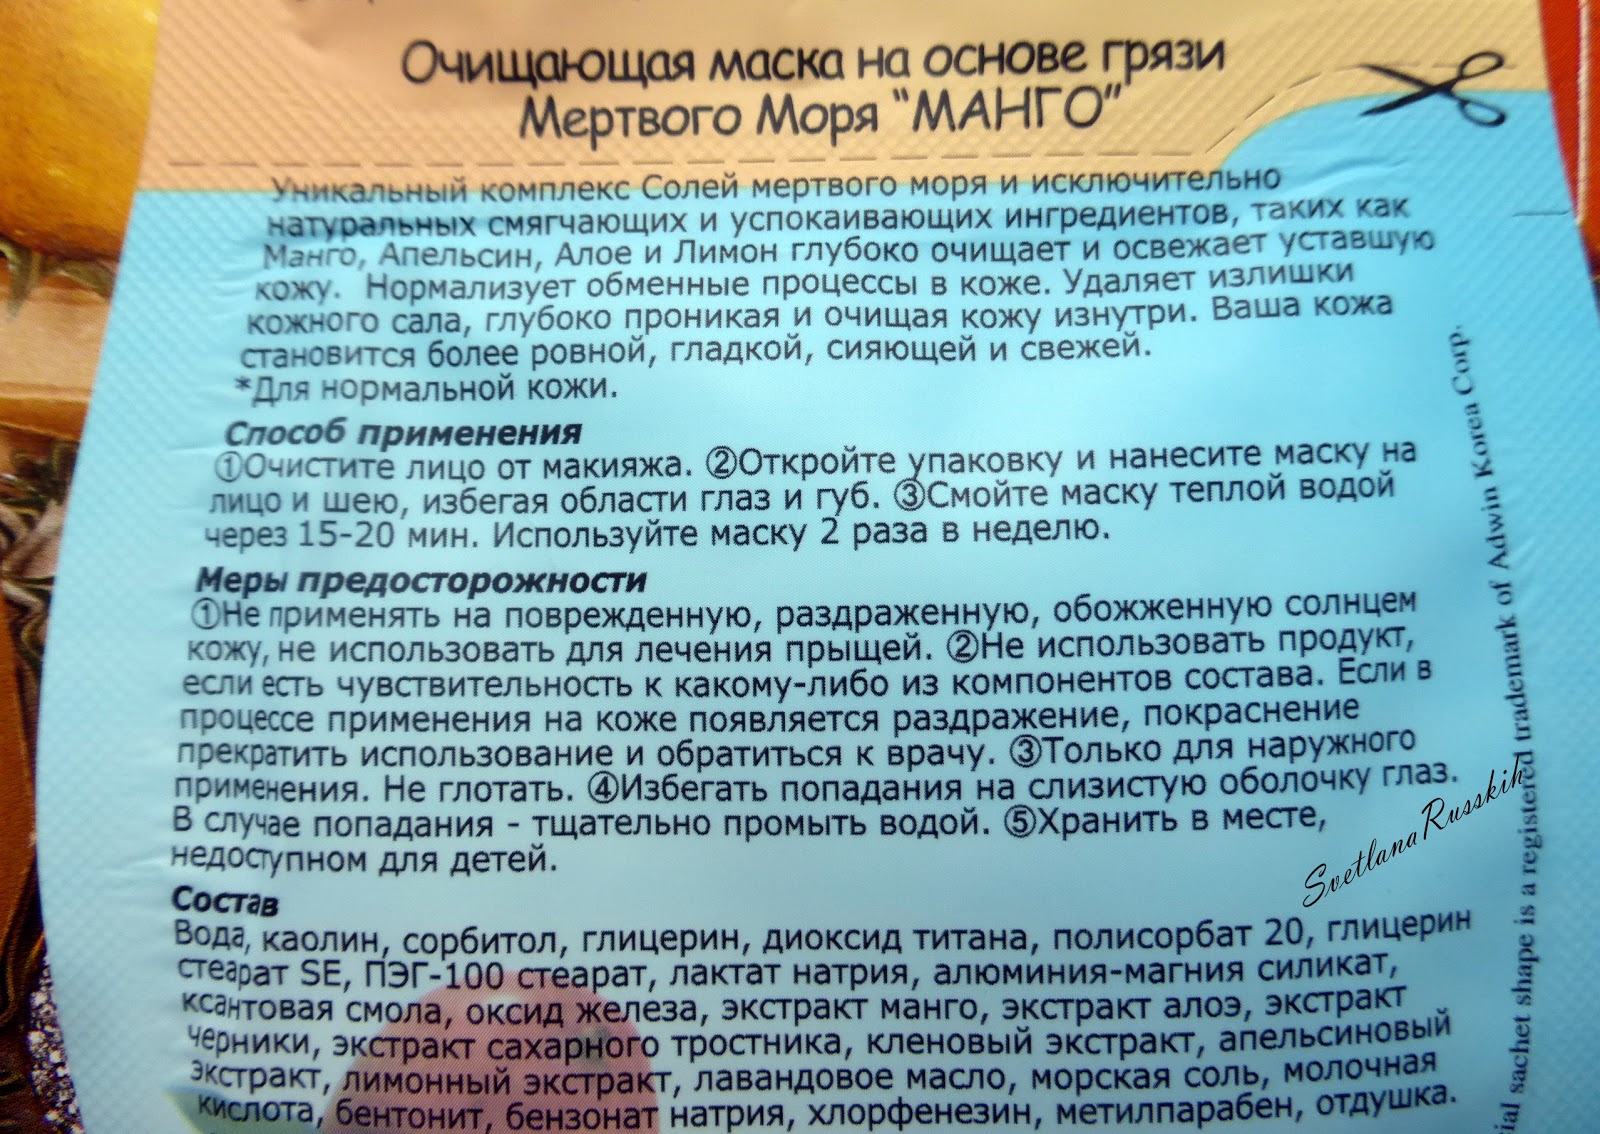 Очищающая маска на основе грязи
Мертвого Моря "МАНГО"
Уникальный комплекс Солей мертвого моря и исключительно
натуральных смягчающих и успокаивающих ингредиентов, таких как
Манго, Апельсин, Алое и Лимон глубоко очищает и освежает уставшую
кожу. Нормализует обменные процессы в коже. Удаляет излишки
кожного сала, глубоко проникая и очищая кожу изнутри. Ваша кожа
становится более ровной, гладкой, сияющей и свежей.
*Для нормальной кожи.
Способ применения
①Очистите лицо от макияжа. ②Откройте упаковку и нанесите маску на
лицо и шею, избегая области глаз и губ. ③Смойте маску теплой водой
через 15-20 мин. Используйте маску 2 раза в неделю.
Меры предосторожности
①Не применять на поврежденную, раздраженную, обожженную солнцем
кожу, не использовать для лечения прыщей. ②Не использовать продукт,
если есть чувствительность к какому-либо из компонентов состава. Если в
процессе применения на коже появляется раздражение, покраснение
прекратить использование и обратиться к врачу. ③Только для наружного
применения. Не глотать. ④Избегать попадания на слизистую оболочку глаз.
В случае попадания - тщательно промыть водой. ⑤Хранить в месте,
недоступном для детей.
Состав
Вода, каолин, сорбитол, глицерин, диоксид титана, полисорбат 20, глицерин
стеарат SE, ПЭГ-100 стеарат, лактат натрия, алюминия-магния силикат,
ксантовая смола, оксид железа, экстракт манго, экстракт алоэ, экстракт
черники, экстракт сахарного тростника, кленовый экстракт, апельсиновый
экстракт, лимонный экстракт, лавандовое масло, морская соль, молочная
кислота, бентонит, бензонат натрия, хлорфенезин, метилпарабен, отдушка.
sachet shape is a registered trademark of Adwin Korea Corp.
SvetlanaRusskih